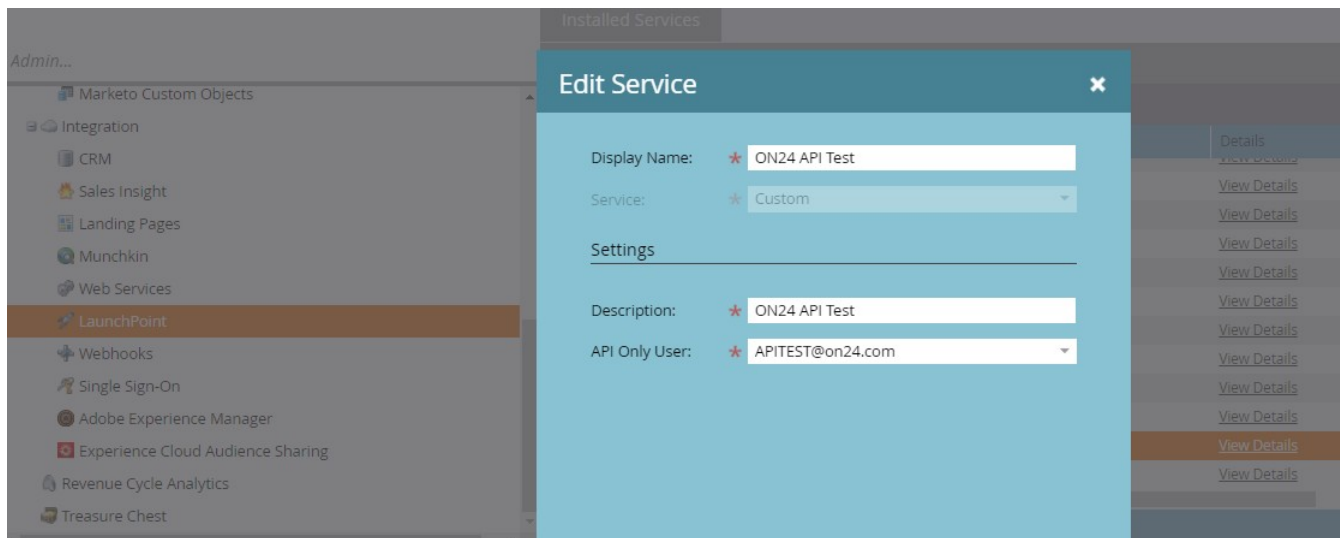 Installed Services
Admin...
Marketo Custom Objects
Integration
CRM
Sales Insight
Landing Pages
Munchkin
Web Services
LaunchPoint
Webhooks
Single Sign-On
Adobe Experience Manager
Experience Cloud Audience Sharing
Revenue Cycle Analytics
Treasure Chest
Edit Service
Display Name: * ON24 API Test
Service: * Custom
Settings
Description: * ON24 API Test
API Only User: * APITEST@on24.com
Details
View Details
View Details
View Details
View Details
View Details
View Details
View Details
View Details
View Details
View Details
View Details
View Details